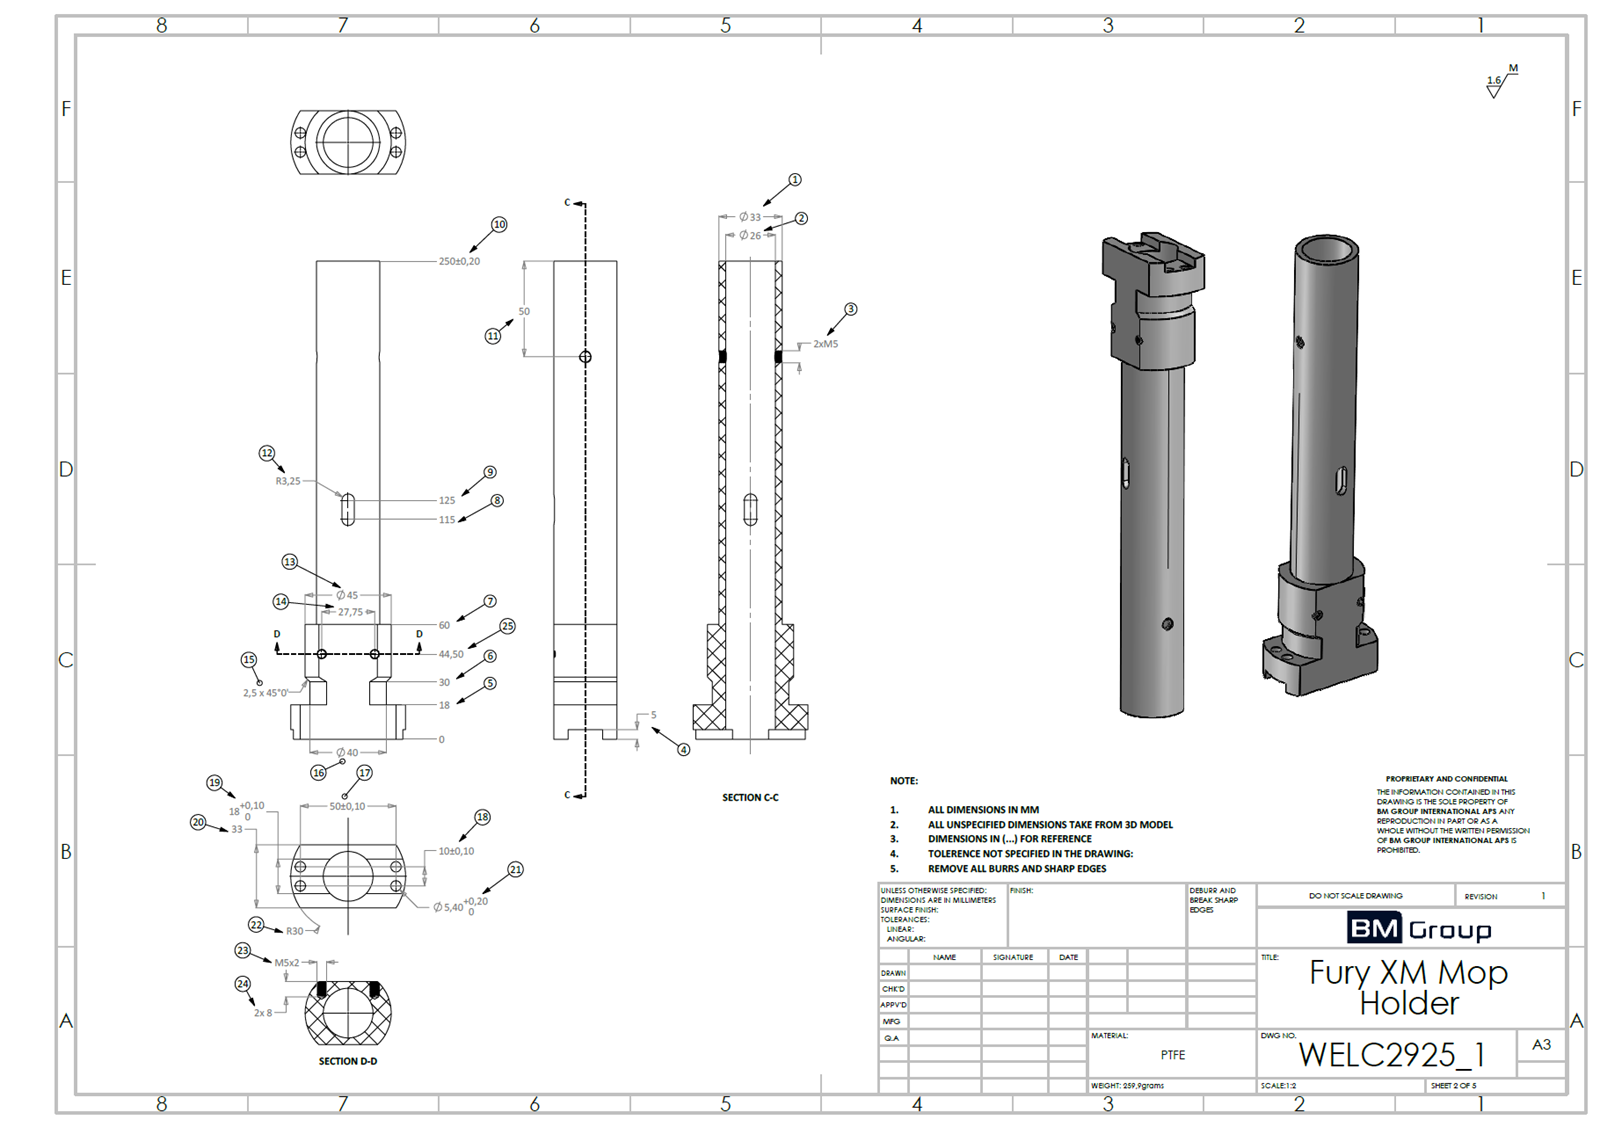 8 7 6 5 4 3 2 1
F F
E E
D D
C C
B B
A A
1.6 M
1
Ø33
2
Ø26
3
2xM5
C
10
250±0,20
50
11
12
R3,25
9
125
8
115
13
Ø45
14
27,75
7
60
25
D D
44,50
6
30
15
2,5 x 45°0'
5
18
0
Ø40
16
17
5
4
C
SECTION C-C
19
18 +0,10 0
50±0,10
20
33
18
10±0,10
21
Ø5,40 +0,20 0
22
R30
23
M5x2
24
2x 8
SECTION D-D
NOTE:
1. ALL DIMENSIONS IN MM
2. ALL UNSPECIFIED DIMENSIONS TAKE FROM 3D MODEL
3. DIMENSIONS IN (...) FOR REFERENCE
4. TOLERENCE NOT SPECIFIED IN THE DRAWING:
5. REMOVE ALL BURRS AND SHARP EDGES
PROPRIETARY AND CONFIDENTIAL
THE INFORMATION CONTAINED IN THIS
DRAWING IS THE SOLE PROPERTY OF
BM GROUP INTERNATIONAL APS ANY
REPRODUCTION IN PART OR AS A
WHOLE WITHOUT THE WRITTEN PERMISSION
OF BM GROUP INTERNATIONAL APS IS
PROHIBITED.
UNLESS OTHERWISE SPECIFIED:
DIMENSIONS ARE IN MILLIMETERS
SURFACE FINISH:
TOLERANCES:
LINEAR:
ANGULAR:
FINISH:
DEBURR AND
BREAK SHARP
EDGES
DO NOT SCALE DRAWING
REVISION 1
BM Group
NAME SIGNATURE DATE
DRAWN
CHK'D
APPV'D
MFG
Q.A
TITLE:
Fury XM Mop
Holder
MATERIAL:
PTFE
DWG NO.
WELC2925_1
A3
WEIGHT: 259,9grams
SCALE:1:2
SHEET 2 OF 5
8 7 6 5 4 3 2 1